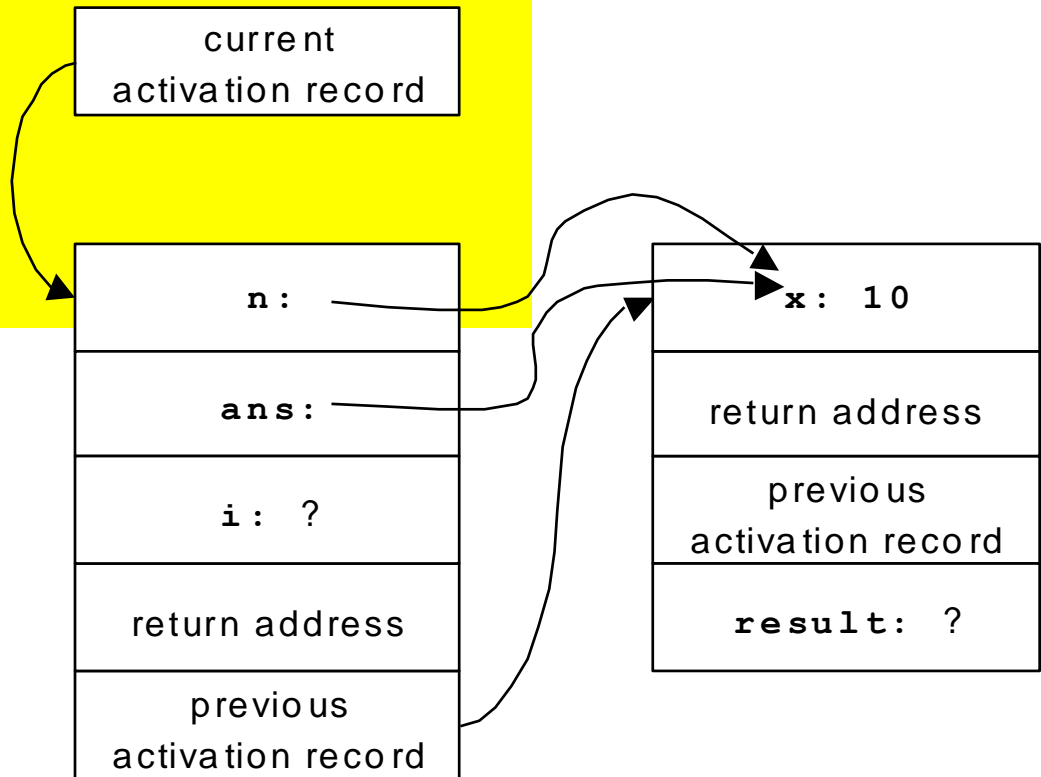 current
activation record
n:
ans:
i: ?
return address
previous
activation record
x: 10
return address
previous
activation record
result: ?